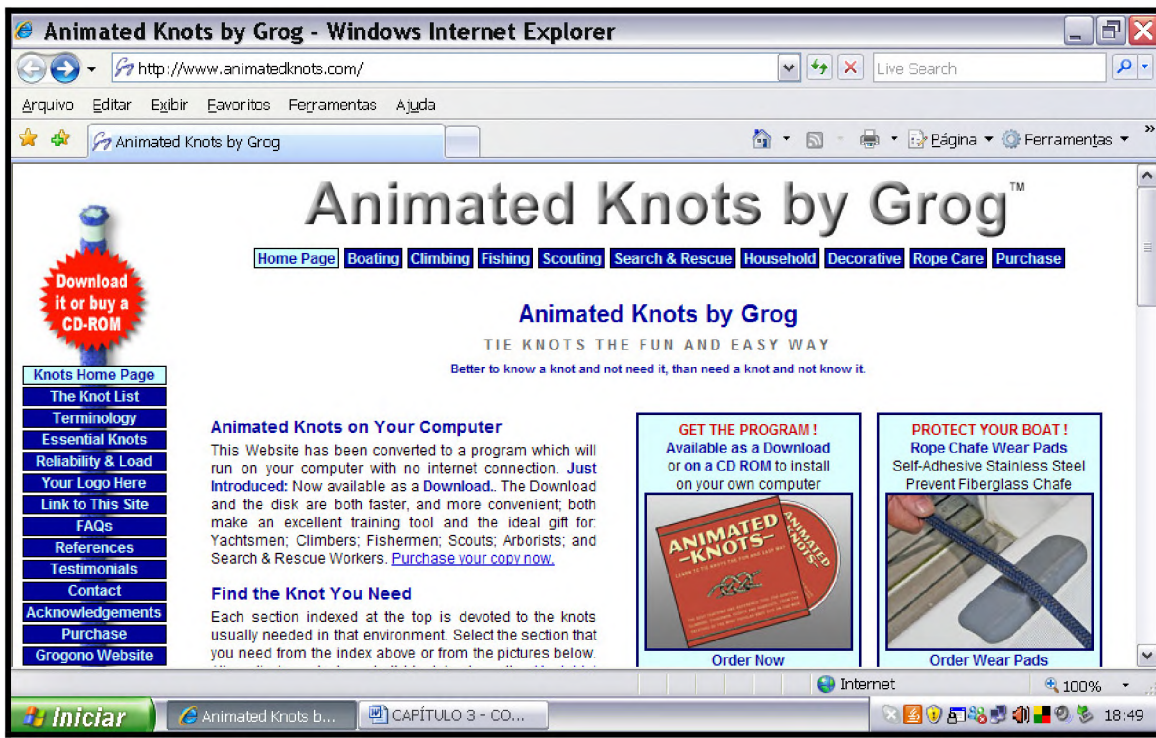 Animated Knots by Grog - Windows Internet Explorer
http://www.animatedknots.com/
Live Search
Arquivo Editar Exibir Favoritos Ferramentas Ajuda
Animated Knots by Grog
Página Ferramentas »
Animated Knots by Grog™
Home Page Boating Climbing Fishing Scouting Search & Rescue Household Decorative Rope Care Purchase
Download
it or buy a
CD-ROM
Animated Knots by Grog
TIE KNOTS THE FUN AND EASY WAY
Better to know a knot and not need it, than need a knot and not know it.
Knots Home Page
The Knot List
Terminology
Essential Knots
Reliability & Load
Your Logo Here
Link to This Site
FAQs
References
Testimonials
Contact
Acknowledgements
Purchase
Grogono Website
Animated Knots on Your Computer
This Website has been converted to a program which will
run on your computer with no internet connection. Just
Introduced: Now available as a Download.. The Download
and the disk are both faster, and more convenient; both
make an excellent training tool and the ideal gift for:
Yachtsmen; Climbers; Fishermen; Scouts; Arborists; and
Search & Rescue Workers. Purchase your copy now.
Find the Knot You Need
Each section indexed at the top is devoted to the knots
usually needed in that environment. Select the section that
you need from the index above or from the pictures below.
GET THE PROGRAM !
Available as a Download
or on a CD ROM to install
on your own computer
ANIMATED
-KNOTS-
LEARN TO TIE KNOTS THE FUN AND EASY WAY
ANIMATED
KNOTS
Order Now
PROTECT YOUR BOAT !
Rope Chafe Wear Pads
Self-Adhesive Stainless Steel
Prevent Fiberglass Chafe
Order Wear Pads
Internet
100%
Iniciar
Animated Knots b...
CAPÍTULO 3 - CO...
18:49